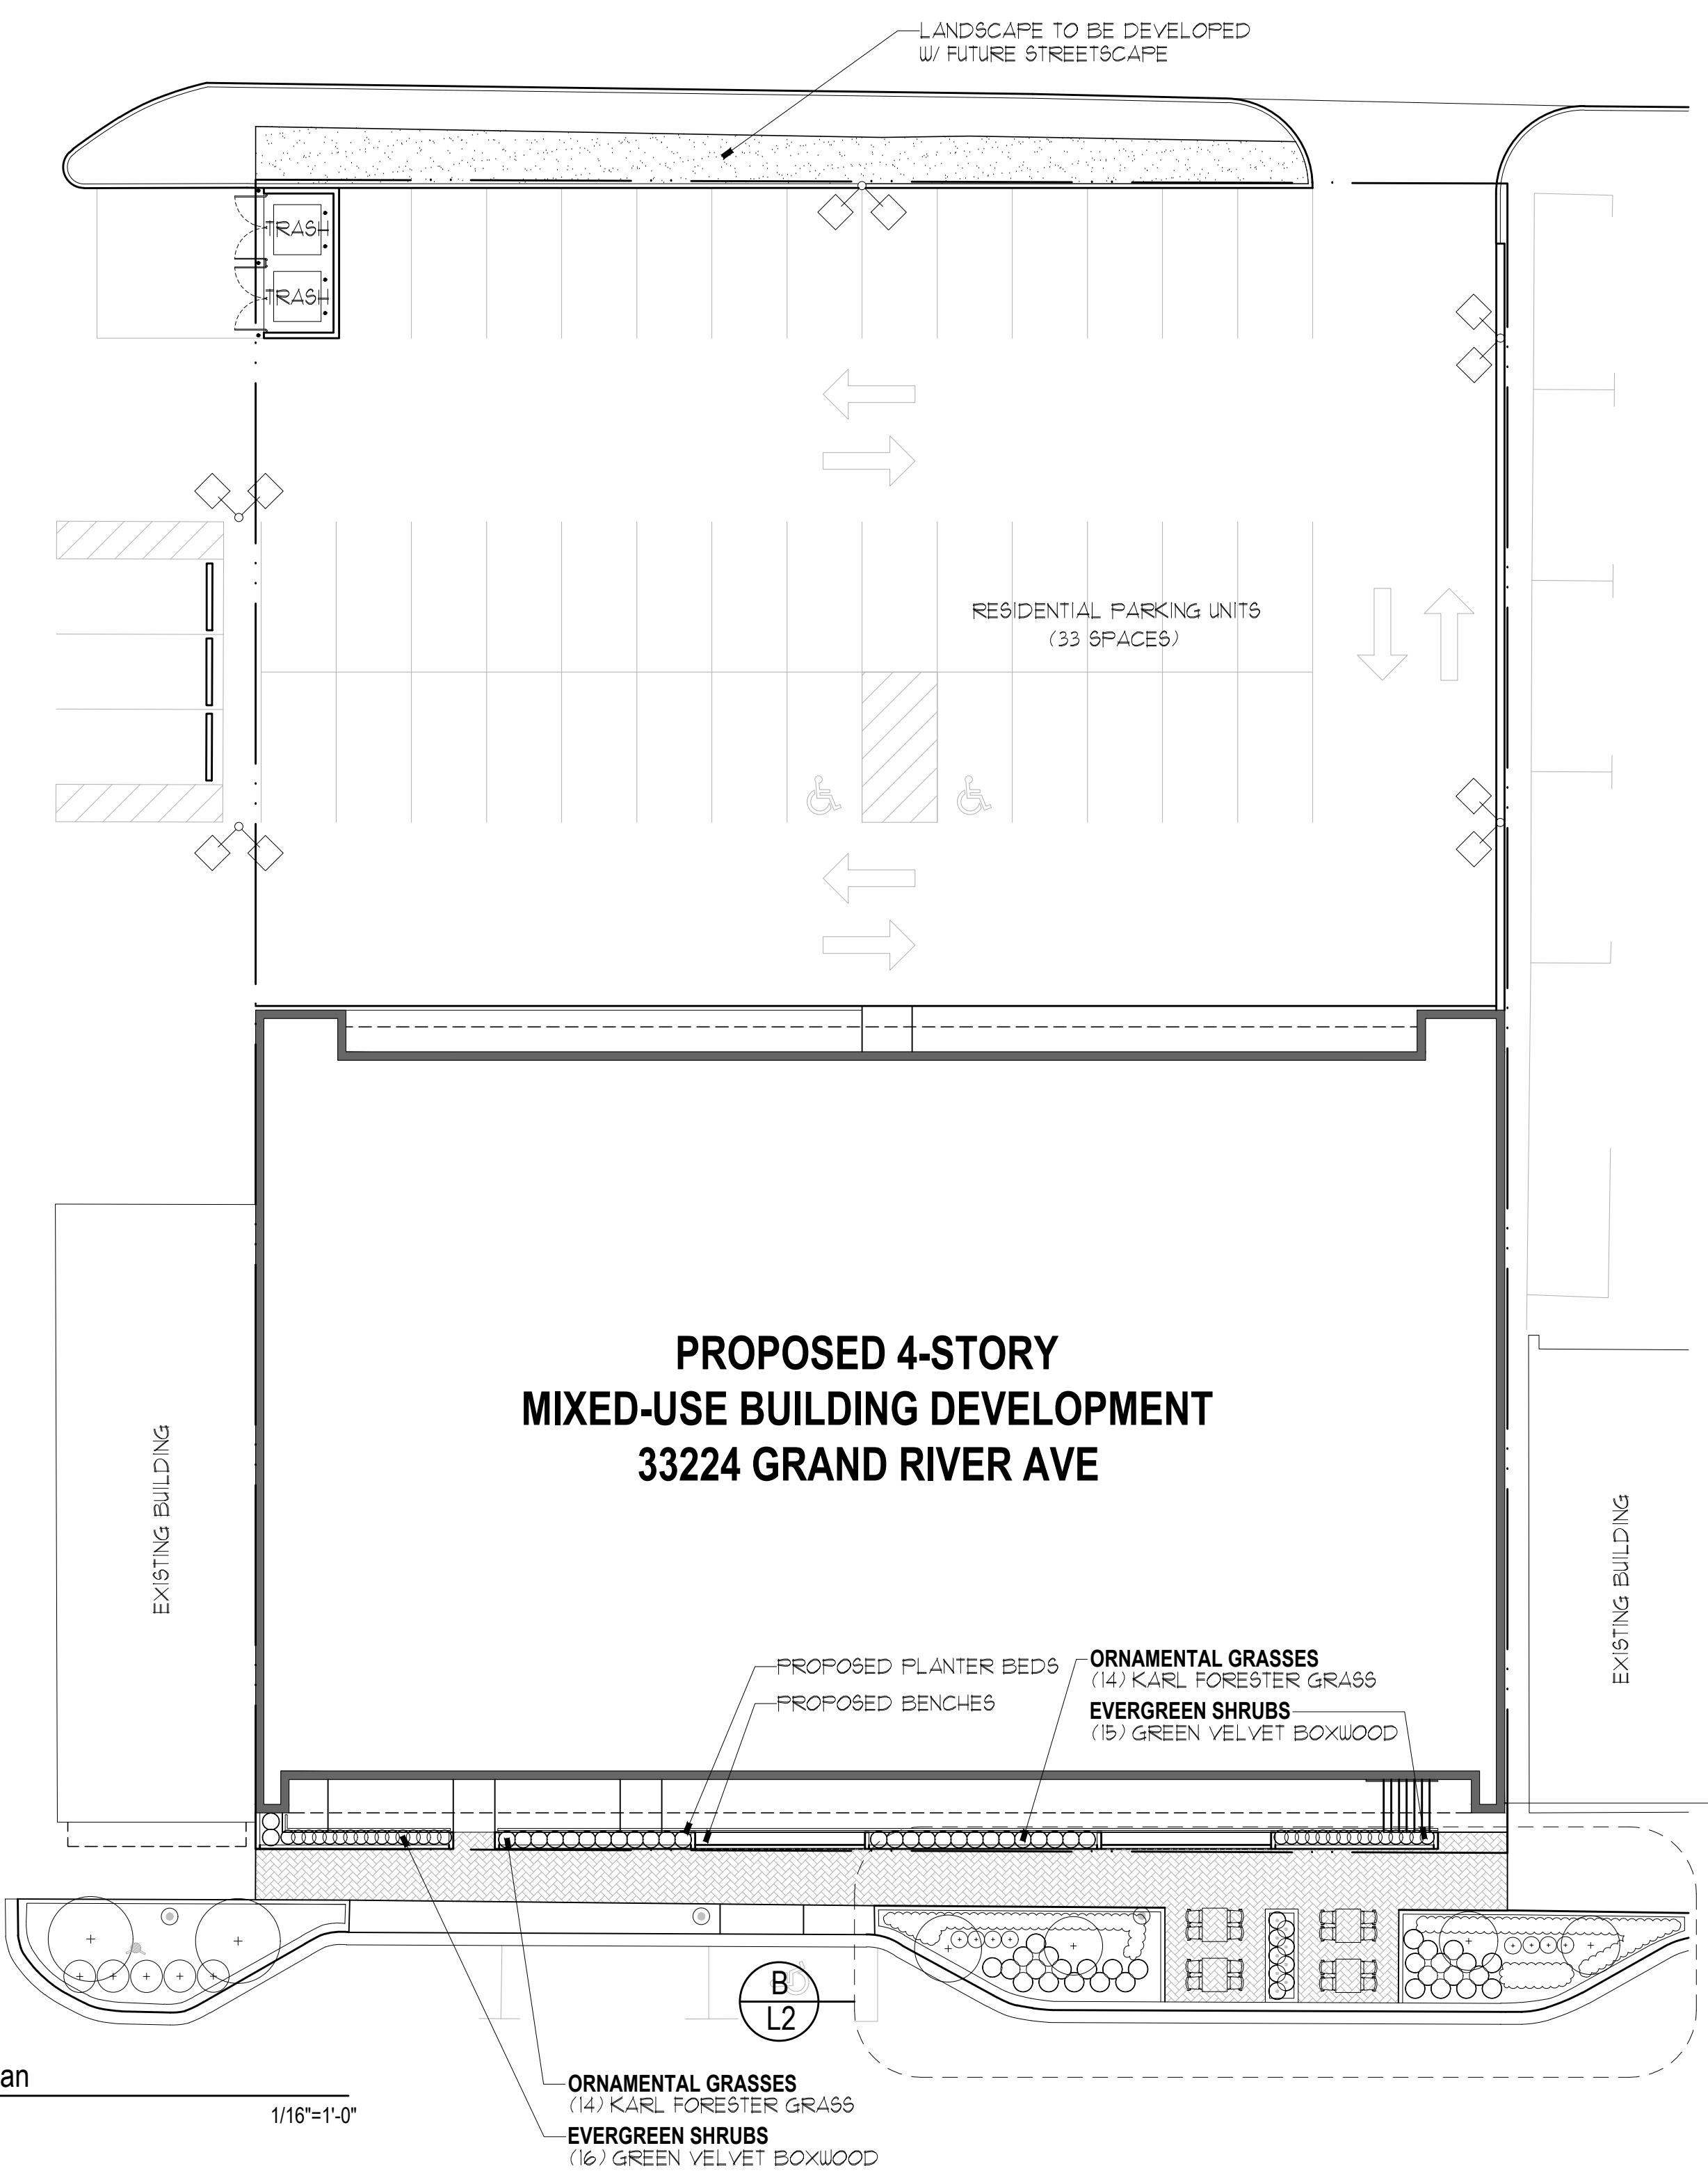 LANDSCAPE TO BE DEVELOPED
W/ FUTURE STREETSCAPE
TRASH
TRASH
RESIDENTIAL PARKING UNITS
(33 SPACES)
PROPOSED 4-STORY
MIXED-USE BUILDING DEVELOPMENT
33224 GRAND RIVER AVE
EXISTING BUILDING
EXISTING BUILDING
PROPOSED PLANTER BEDS
PROPOSED BENCHES
ORNAMENTAL GRASSES
(14) KARL FORESTER GRASS
EVERGREEN SHRUBS
(15) GREEN VELVET BOXWOOD
B
L2
an
1/16"=1'-0"
ORNAMENTAL GRASSES
(14) KARL FORESTER GRASS
EVERGREEN SHRUBS
(16) GREEN VELVET BOXWOOD